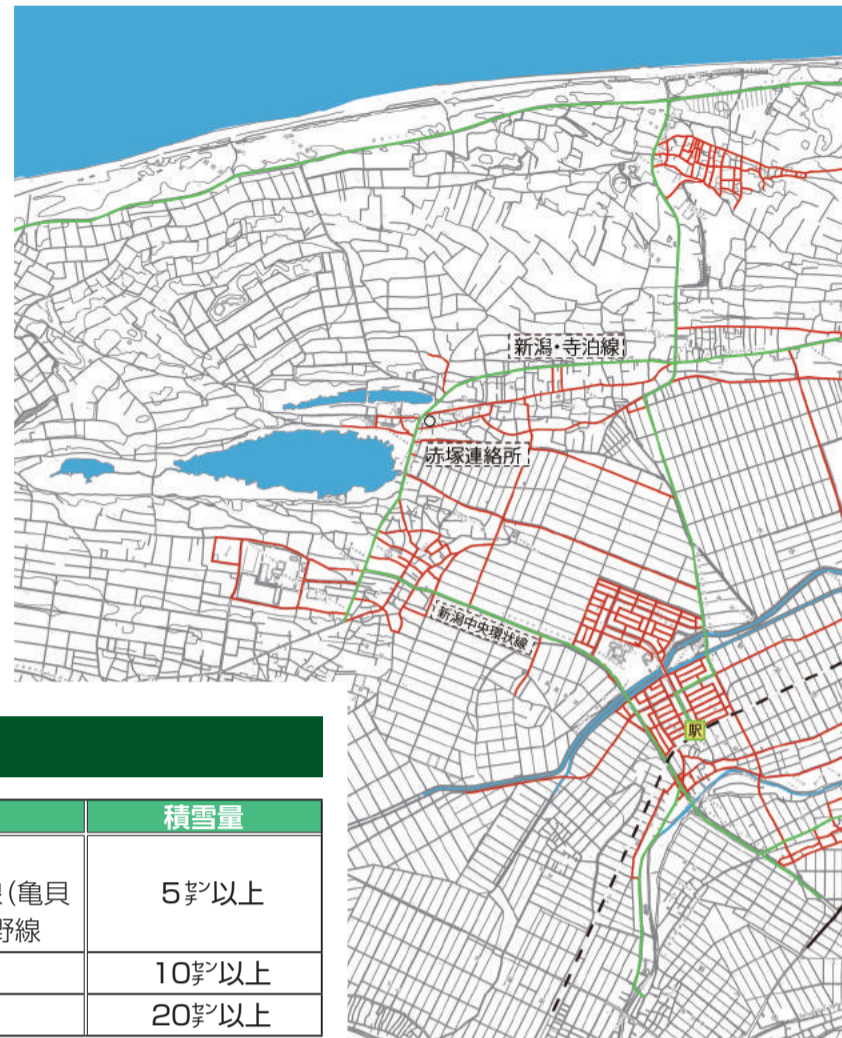 新潟・寺泊線
赤塚連絡所
新潟中央環状線
駅
積雪量
線(亀貝
野線
5センチ以上
10センチ以上
20センチ以上